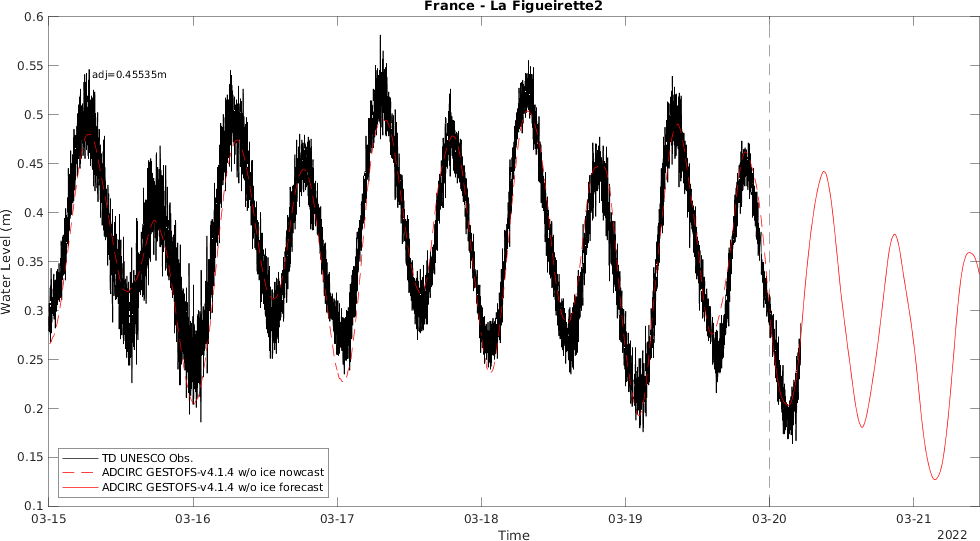 France - La Figueirette2
adj=0.45535m
Water Level (m)
0.6
0.55
0.5
0.45
0.4
0.35
0.3
0.25
0.2
0.15
0.1
TD UNESCO Obs.
ADCIRC GESTOFS-v4.1.4 w/o ice nowcast
ADCIRC GESTOFS-v4.1.4 w/o ice forecast
03-15 03-16 03-17 03-18 03-19 03-20 03-21
Time
2022